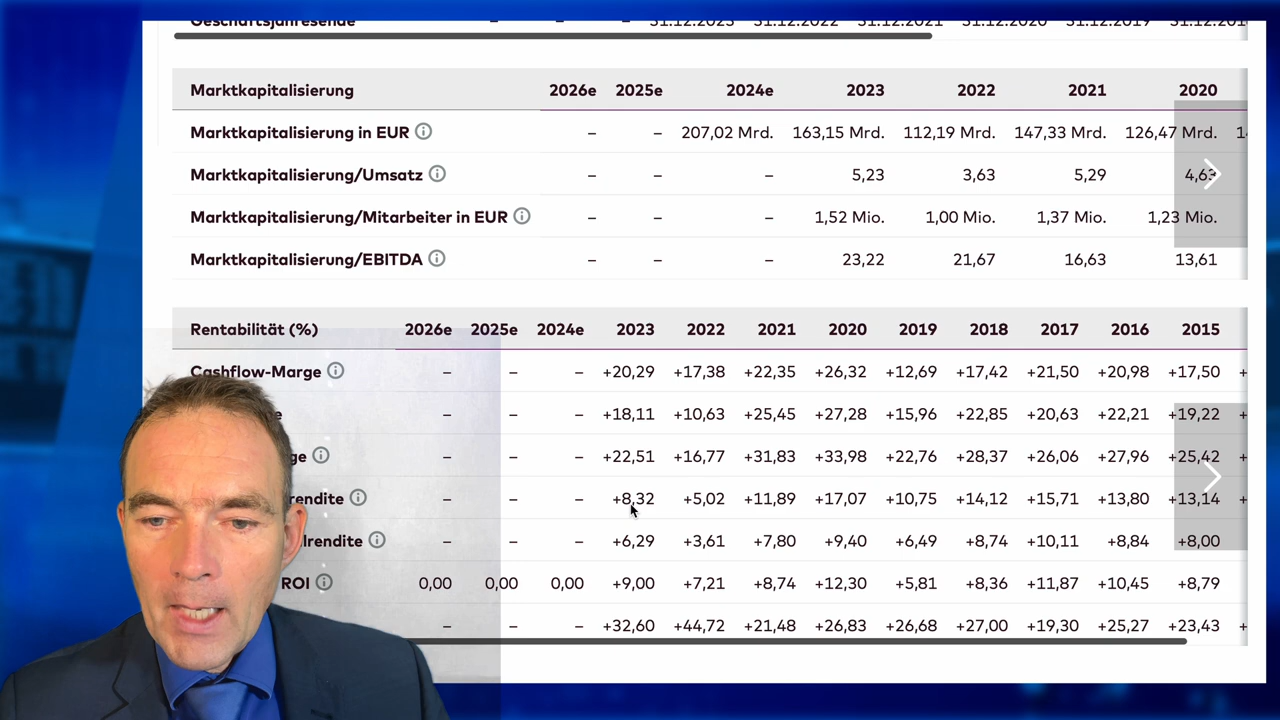 Geschäftsjahresende – – – 31.12.2023 31.12.2022 31.12.2021 31.12.2020 31.12.2019
Marktkapitalisierung 2026e 2025e 2024e 2023 2022 2021 2020
Marktkapitalisierung in EUR – – 207,02 Mrd. 163,15 Mrd. 112,19 Mrd. 147,33 Mrd. 126,47 Mrd.
Marktkapitalisierung/Umsatz – – – 5,23 3,63 5,29 4,63
Marktkapitalisierung/Mitarbeiter in EUR – – – 1,52 Mio. 1,00 Mio. 1,37 Mio. 1,23 Mio.
Marktkapitalisierung/EBITDA – – – 23,22 21,67 16,63 13,61
Rentabilität (%) 2026e 2025e 2024e 2023 2022 2021 2020 2019 2018 2017 2016 2015
Cashflow-Marge – – – +20,29 +17,38 +22,35 +26,32 +12,69 +17,42 +21,50 +20,98 +17,50 +
e – – – +18,11 +10,63 +25,45 +27,28 +15,96 +22,85 +20,63 +22,21 +19,22 +
ge – – – +22,51 +16,77 +31,83 +33,98 +22,76 +28,37 +26,06 +27,96 +25,42 +
rendite – – – +8,32 +5,02 +11,89 +17,07 +10,75 +14,12 +15,71 +13,80 +13,14 +
lrendite – – – +6,29 +3,61 +7,80 +9,40 +6,49 +8,74 +10,11 +8,84 +8,00 +
ROI 0,00 0,00 0,00 +9,00 +7,21 +8,74 +12,30 +5,81 +8,36 +11,87 +10,45 +8,79 +
– – – +32,60 +44,72 +21,48 +26,83 +26,68 +27,00 +19,30 +25,27 +23,43 +